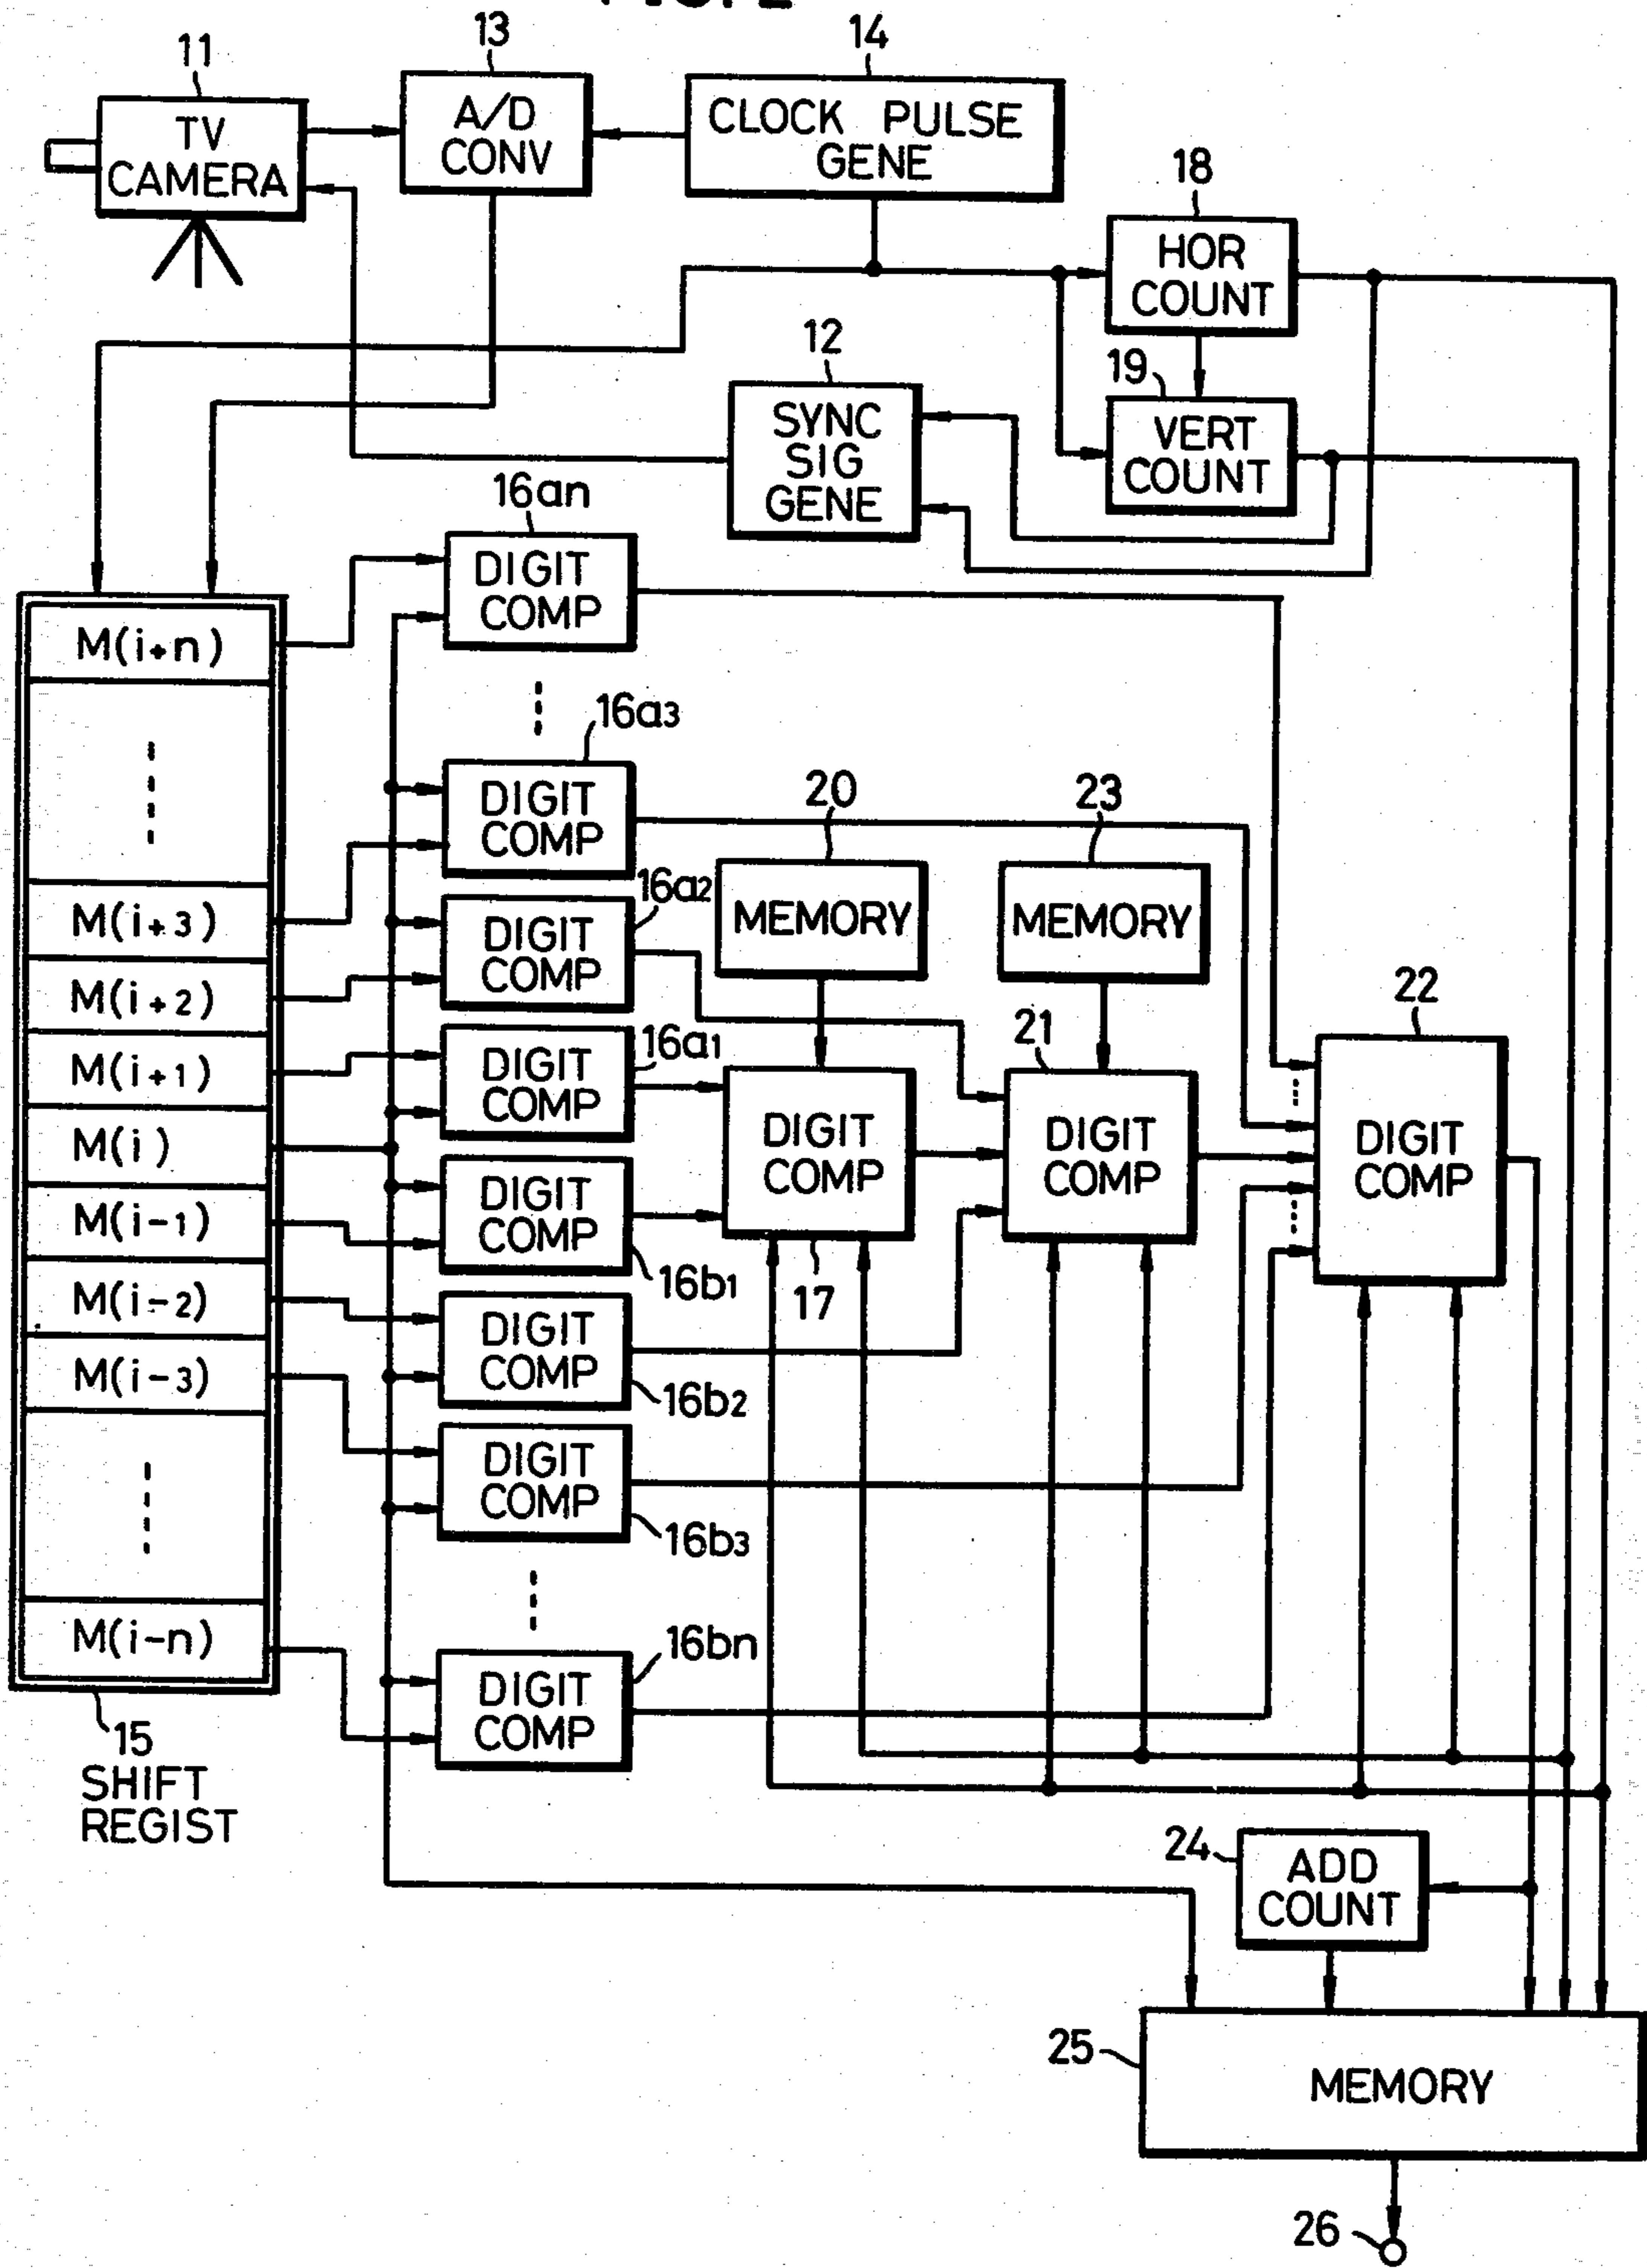 11
13
14
TV
CAMERA
A/D
CONV
CLOCK PULSE
GENE
18
HOR
COUNT
12
SYNC
SIG
GENE
19
VERT
COUNT
16an
DIGIT
COMP
M(i+n)
16a3
DIGIT
COMP
20
MEMORY
23
MEMORY
M(i+3)
16a2
DIGIT
COMP
M(i+2)
16a1
DIGIT
COMP
M(i+1)
M(i)
DIGIT
COMP
17
21
DIGIT
COMP
22
DIGIT
COMP
M(i-1)
DIGIT
COMP
16b1
M(i-2)
DIGIT
COMP
16b2
M(i-3)
DIGIT
COMP
16b3
M(i-n)
DIGIT
COMP
16bn
15
SHIFT
REGIST
24
ADD
COUNT
25
MEMORY
26